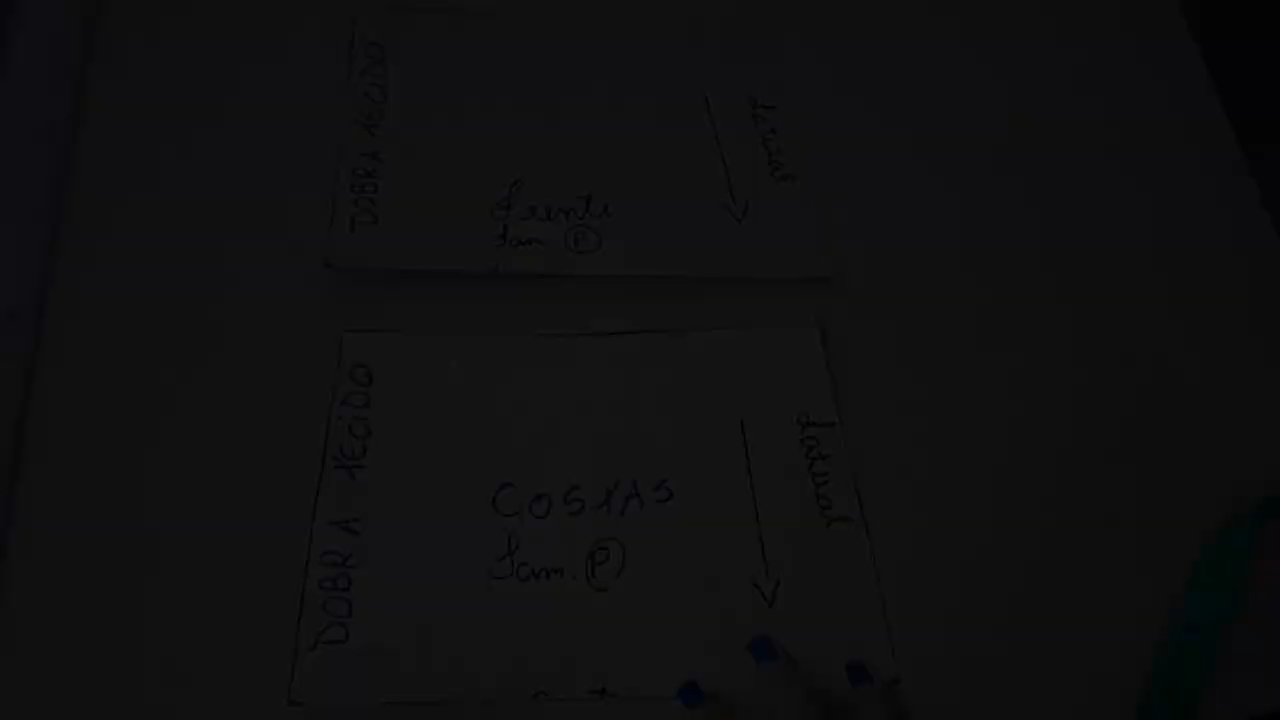 DOBRA TECIDO
Lateral
Frente
Tam. P
DOBRA TECIDO
Lateral
COSTAS
Tam. P